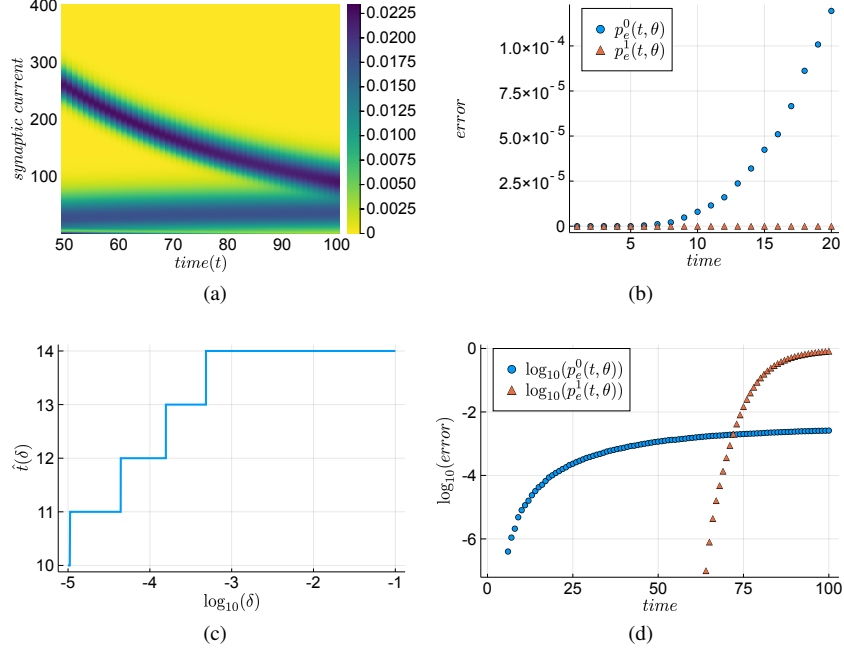 400
300
200
100
synaptic current
50 60 70 80 90 100
time(t)
0.0225
0.0200
0.0175
0.0150
0.0125
0.0100
0.0075
0.0050
0.0025
0
(a)
1.0×10⁻⁴
7.5×10⁻⁵
5.0×10⁻⁵
2.5×10⁻⁵
0
error
p_e^0(t, θ)
p_e^1(t, θ)
5 10 15 20
time
(b)
14
13
12
11
10
t̂(δ)
-5 -4 -3 -2 -1
log₁₀(δ)
(c)
0
-2
-4
-6
log₁₀(error)
log₁₀(p_e^0(t, θ))
log₁₀(p_e^1(t, θ))
0 25 50 75 100
time
(d)